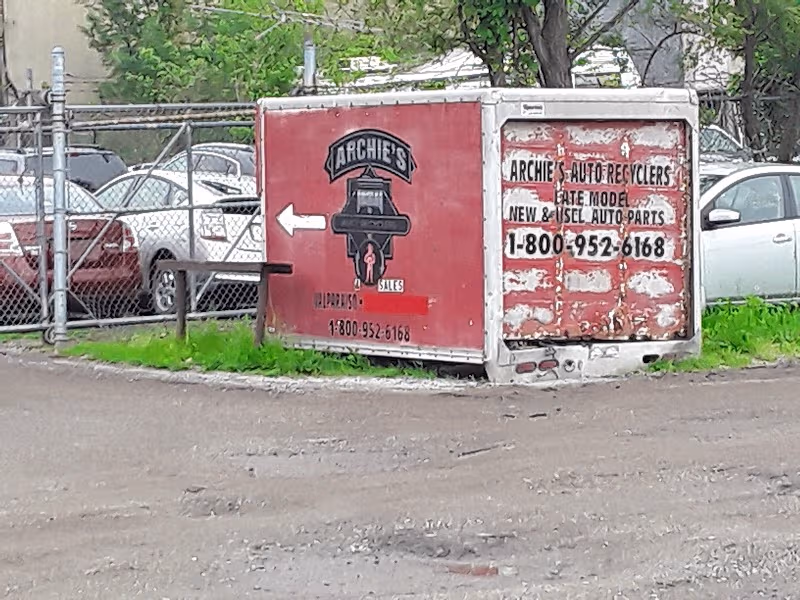 ARCHIE'S
& SALES
VALPARAISO •
1-800-952-6168
ARCHIE'S AUTO RECYCLERS
LATE MODEL
NEW & USED AUTO PARTS
1-800-952-6168